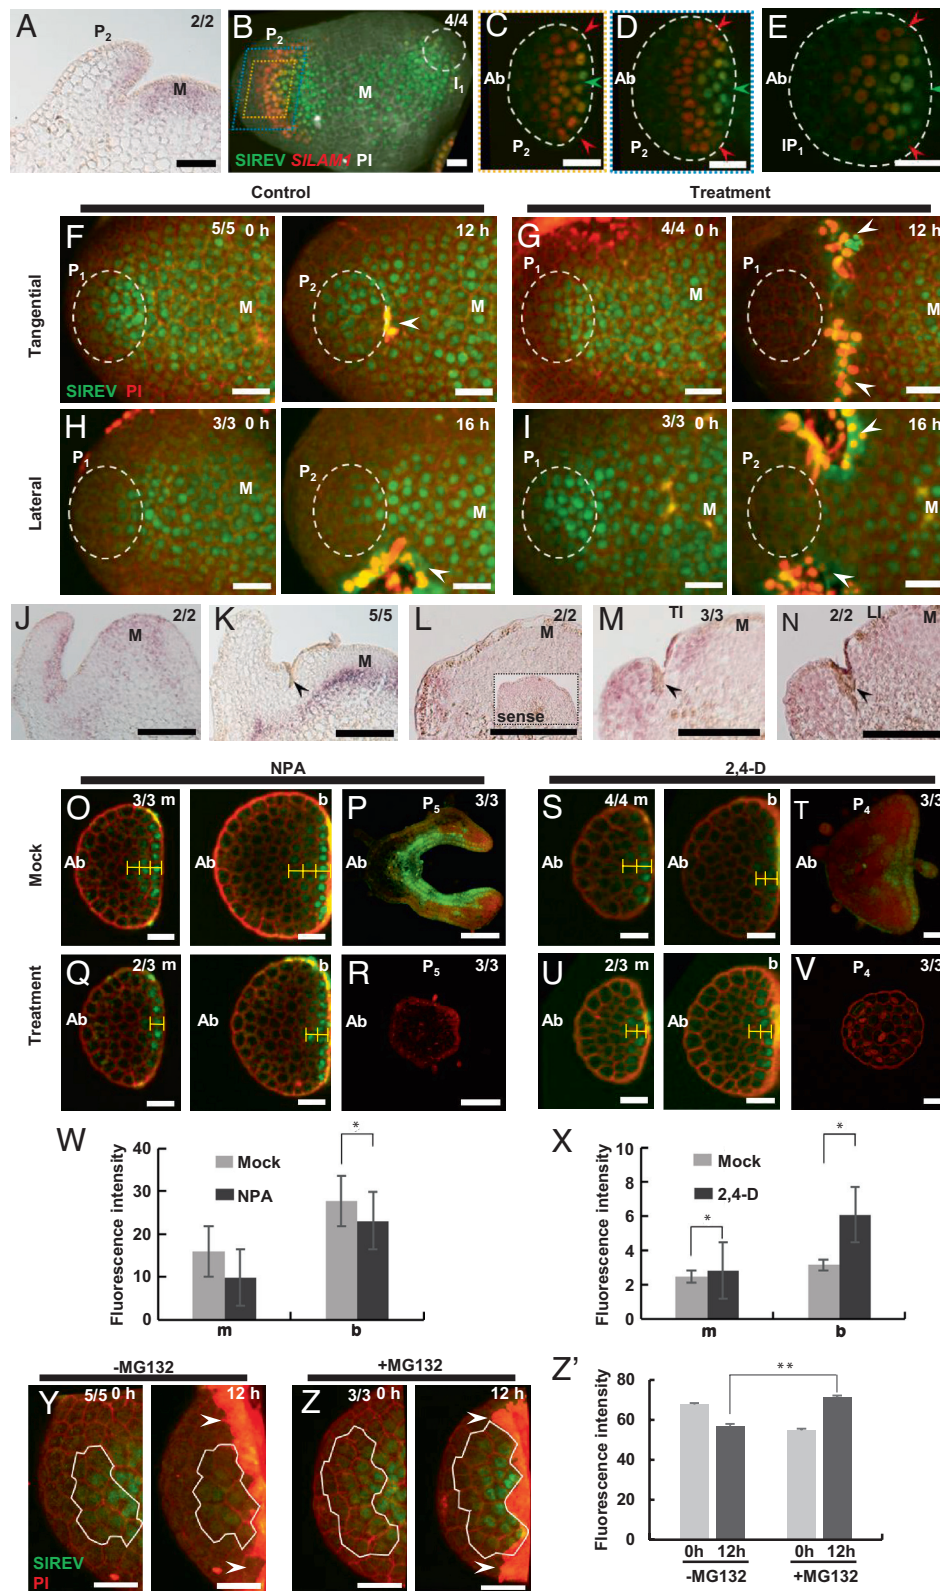 A 2/2 P2 M
B P2 4/4 M I1 SlREV SlLAM1 PI
C Ab P2
D Ab P2
E Ab IP1
Control Treatment
Tangential
F 5/5 0 h P1 M SlREV PI
12 h P2 M
G 4/4 0 h P1 M
12 h P1 M
Lateral
H 3/3 0 h P1 M
16 h P2 M
I 3/3 0 h P1 M
16 h P2 M
J 2/2 M
K 5/5 M
L 2/2 M sense
M TI 3/3 M
N 2/2 LI M
NPA 2,4-D
Mock
O 3/3 m Ab
b Ab
P P5 3/3
S 4/4 m Ab
b Ab
T P4 3/3
Treatment
Q 2/3 m Ab
b Ab
R P5 3/3
U 2/3 m Ab
b Ab
V P4 3/3
W
Fluorescence intensity
40
30
20
10
0
Mock
NPA
*
m b
X
Fluorescence intensity
10
8
6
4
2
0
Mock
2,4-D
* *
m b
-MG132 +MG132
Y 5/5 0 h SlREV PI
12 h
Z 3/3 0 h
12 h
Z'
Fluorescence intensity
80
60
40
20
0
**
0h 12h 0h 12h
-MG132 +MG132